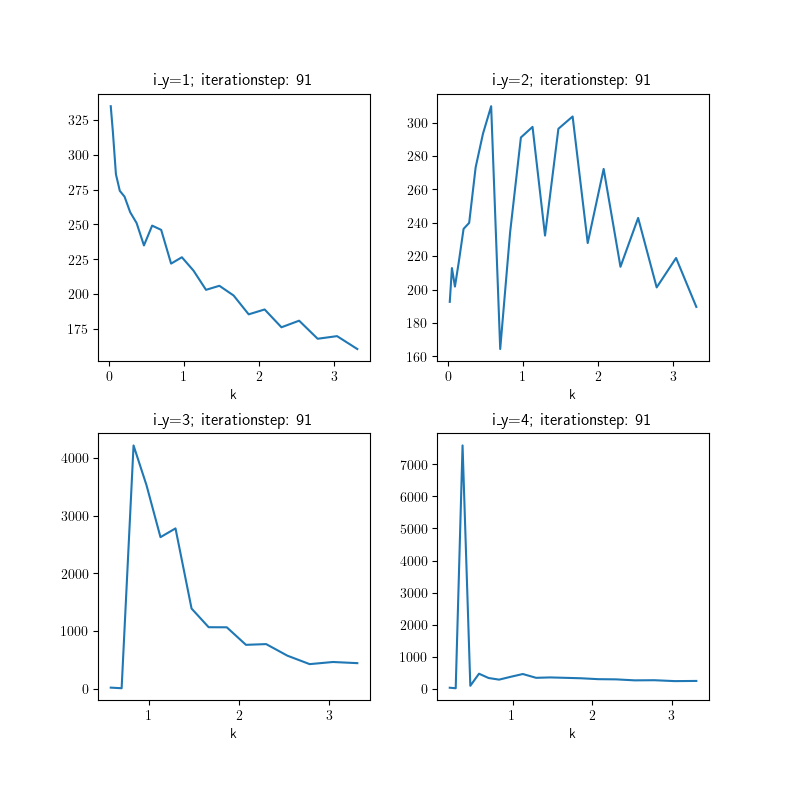 i_y=1; iterationstep: 91
i_y=2; iterationstep: 91
325
300
275
250
225
200
175
0 1 2 3
k
300
280
260
240
220
200
180
160
0 1 2 3
k
i_y=3; iterationstep: 91
i_y=4; iterationstep: 91
4000
3000
2000
1000
0
1 2 3
k
7000
6000
5000
4000
3000
2000
1000
0
1 2 3
k